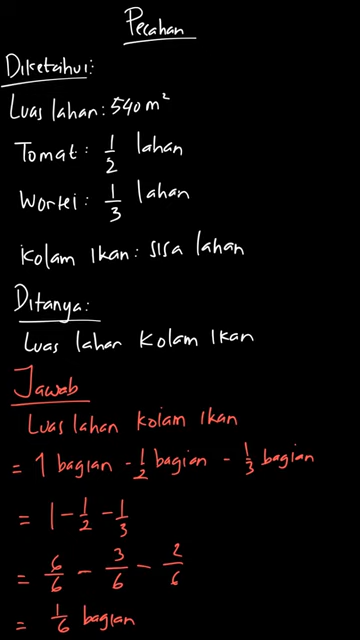 Pecahan
Diketahui:
Luas lahan: 540 m²
Tomat: 1/2 lahan
Wortel: 1/3 lahan
Kolam Ikan: sisa lahan
Ditanya:
Luas lahan Kolam Ikan
Jawab
Luas lahan kolam Ikan
= 1 bagian - 1/2 bagian - 1/3 bagian
= 1 - 1/2 - 1/3
= 6/6 - 3/6 - 2/6
= 1/6 bagian